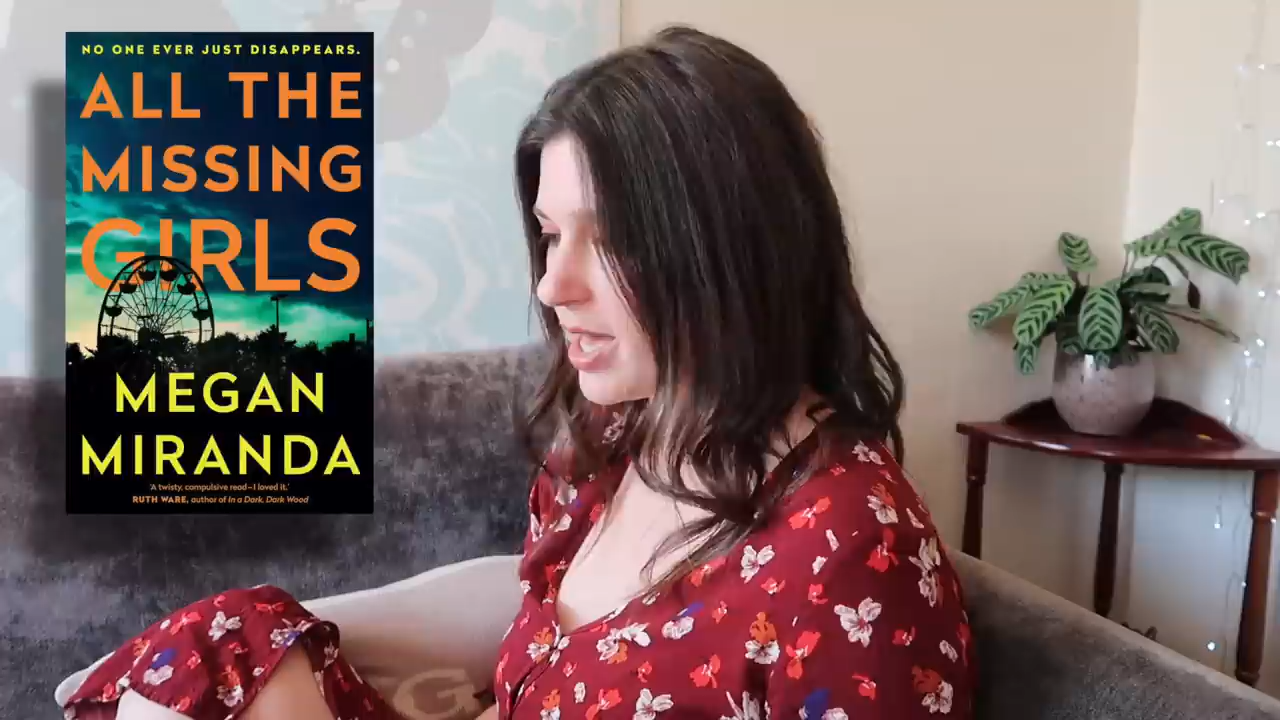 NO ONE EVER JUST DISAPPEARS.
ALL THE
MISSING
GIRLS
MEGAN
MIRANDA
'A twisty, compulsive read – I loved it.'
RUTH WARE, author of In a Dark, Dark Wood
G